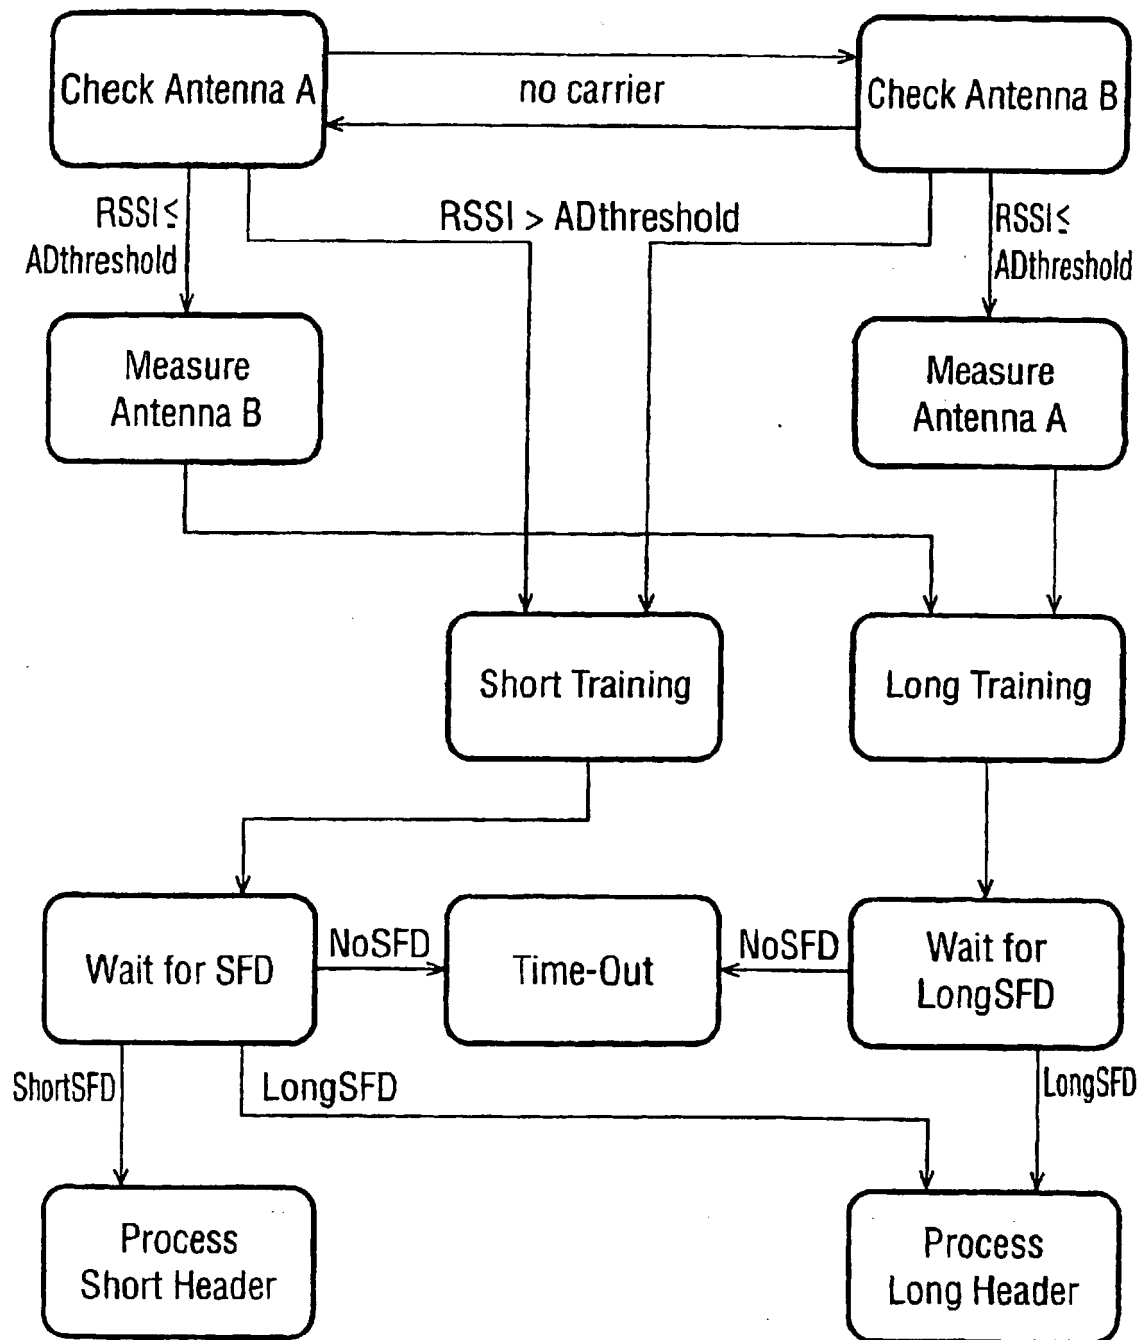 Check Antenna A
no carrier
Check Antenna B
RSSI ≤
ADthreshold
RSSI > ADthreshold
RSSI ≤
ADthreshold
Measure
Antenna B
Measure
Antenna A
Short Training
Long Training
Wait for SFD
NoSFD
Time-Out
NoSFD
Wait for
LongSFD
ShortSFD
LongSFD
LongSFD
Process
Short Header
Process
Long Header